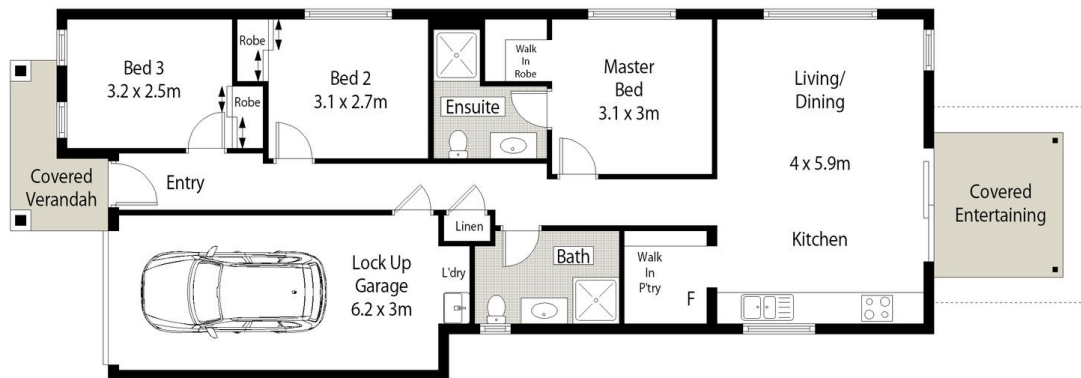 Bed 3
3.2 x 2.5m
Robe
Robe
Bed 2
3.1 x 2.7m
Ensuite
Walk
In
Robe
Master
Bed
3.1 x 3m
Living/
Dining
4 x 5.9m
Kitchen
Covered
Verandah
Entry
Covered
Entertaining
Linen
Lock Up
Garage
6.2 x 3m
L'dry
Bath
Walk
In
P'try
F